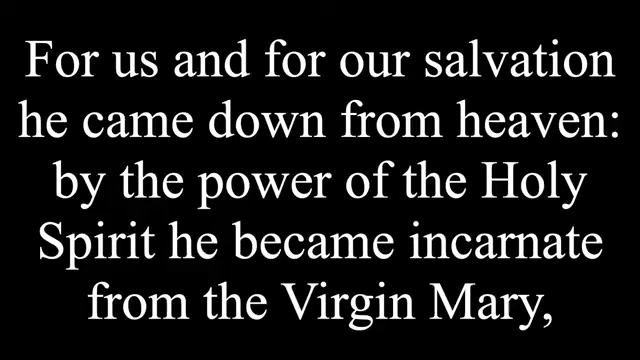 For us and for our salvation
he came down from heaven:
by the power of the Holy
Spirit he became incarnate
from the Virgin Mary,